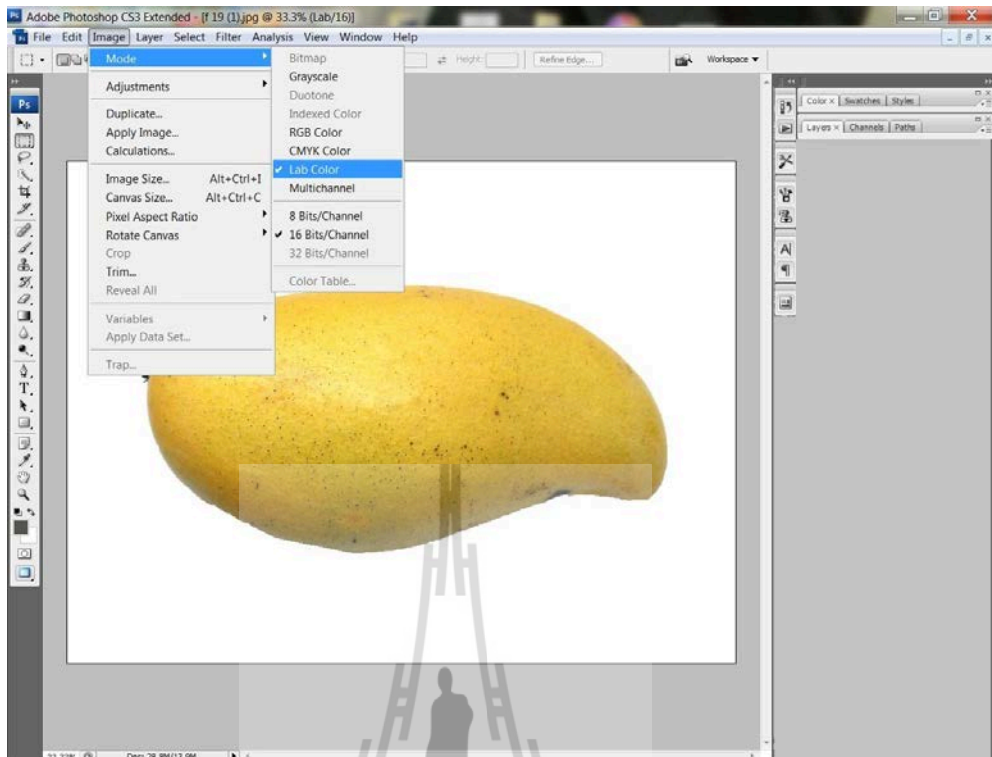 Adobe Photoshop CS3 Extended - [f 19 (1).jpg @ 33.3% (Lab/16)]
File Edit Image Layer Select Filter Analysis View Window Help
Height: Refine Edge... Workspace
Mode
Adjustments
Duplicate...
Apply Image...
Calculations...
Image Size... Alt+Ctrl+I
Canvas Size... Alt+Ctrl+C
Pixel Aspect Ratio
Rotate Canvas
Crop
Trim...
Reveal All
Variables
Apply Data Set...
Trap...
Bitmap
Grayscale
Duotone
Indexed Color
RGB Color
CMYK Color
Lab Color
Multichannel
8 Bits/Channel
16 Bits/Channel
32 Bits/Channel
Color Table...
Ps
Color Swatches Styles
Layers Channels Paths